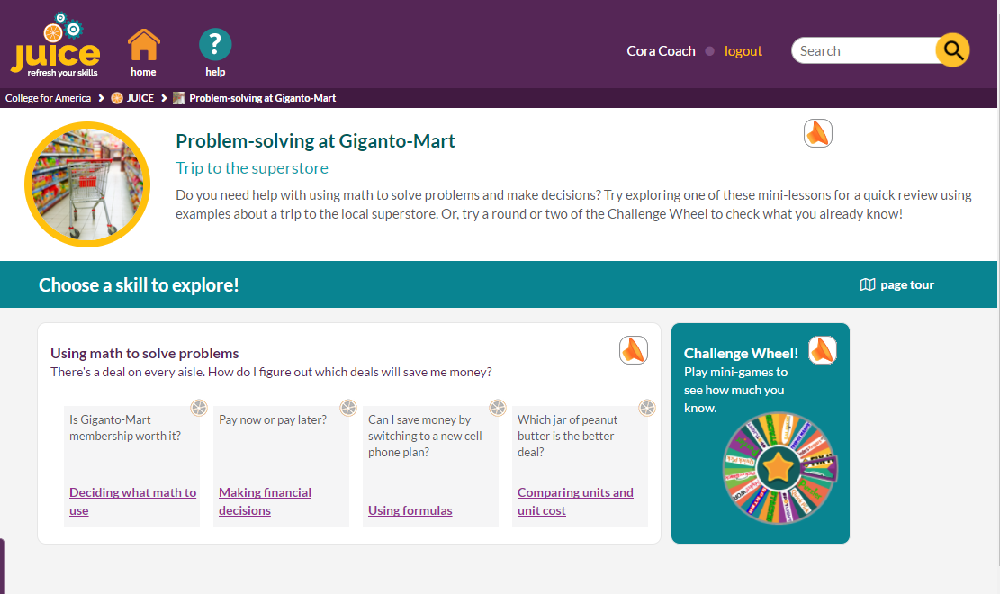 juice
refresh your skills
home
?
help
Cora Coach
logout
Search
College for America
JUICE
Problem-solving at Giganto-Mart
Problem-solving at Giganto-Mart
Trip to the superstore
Do you need help with using math to solve problems and make decisions? Try exploring one of these mini-lessons for a quick review using
examples about a trip to the local superstore. Or, try a round or two of the Challenge Wheel to check what you already know!
Choose a skill to explore!
page tour
Using math to solve problems
There's a deal on every aisle. How do I figure out which deals will save me money?
Is Giganto-Mart
membership worth it?
Deciding what math to
use
Pay now or pay later?
Making financial
decisions
Can I save money by
switching to a new cell
phone plan?
Using formulas
Which jar of peanut
butter is the better
deal?
Comparing units and
unit cost
Challenge Wheel!
Play mini-games to
see how much you
know.